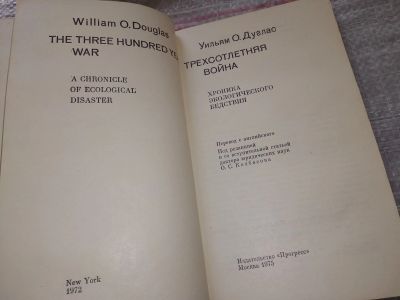 William O. Douglas
THE THREE HUNDRED YE
WAR
A CHRONICLE
OF ECOLOGICAL
DISASTER
New York
1972
Уильям О. Дуглас
ТРЕХСОТЛЕТНЯЯ
ВОЙНА
ХРОНИКА
ЭКОЛОГИЧЕСКОГО
БЕДСТВИЯ
Перевод с английского
Под редакцией
и со вступительной статьей
доктора юридических наук
О. С. Колбасова
Издательство «Прогресс»
Москва 1975